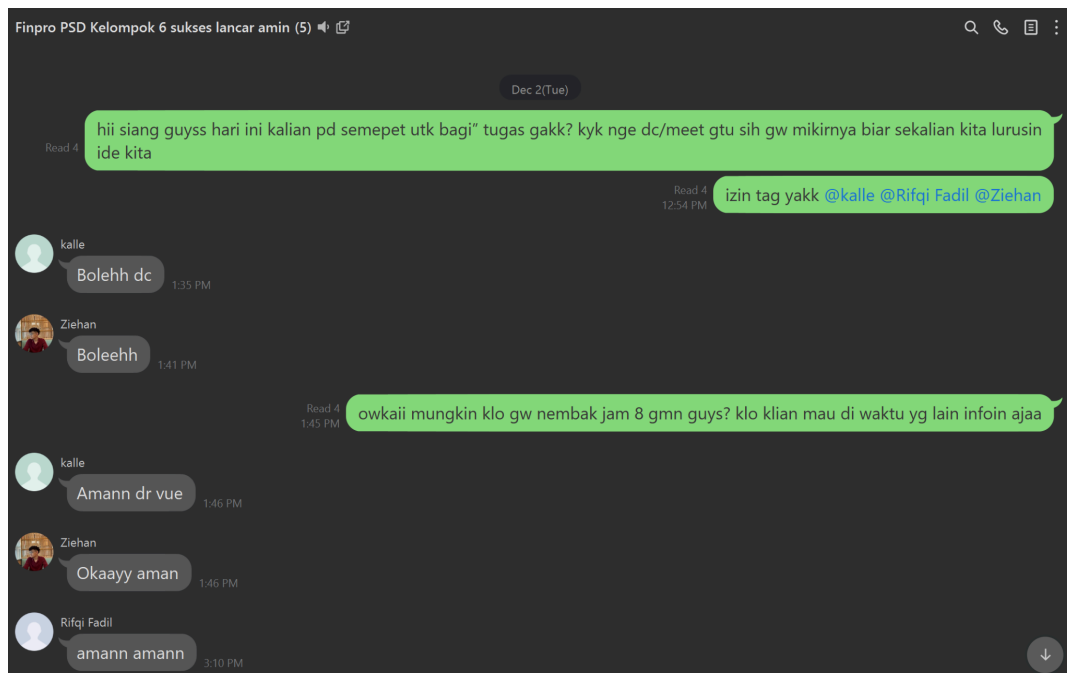 Finpro PSD Kelompok 6 sukses lancar amin (5)
Dec 2(Tue)
hii siang guyss hari ini kalian pd semepet utk bagi" tugas gakk? kyk nge dc/meet gtu sih gw mikirnya biar sekalian kita lurusin
ide kita
Read 4
izin tag yakk @kalle @Rifqi Fadil @Ziehan
Read 4
12:54 PM
kalle
Bolehh dc
1:35 PM
Ziehan
Boleehh
1:41 PM
owkaii mungkin klo gw nembak jam 8 gmn guys? klo klian mau di waktu yg lain infoin ajaa
Read 4
1:45 PM
kalle
Amann dr vue
1:46 PM
Ziehan
Okaayy aman
1:46 PM
Rifqi Fadil
amann amann
3:10 PM